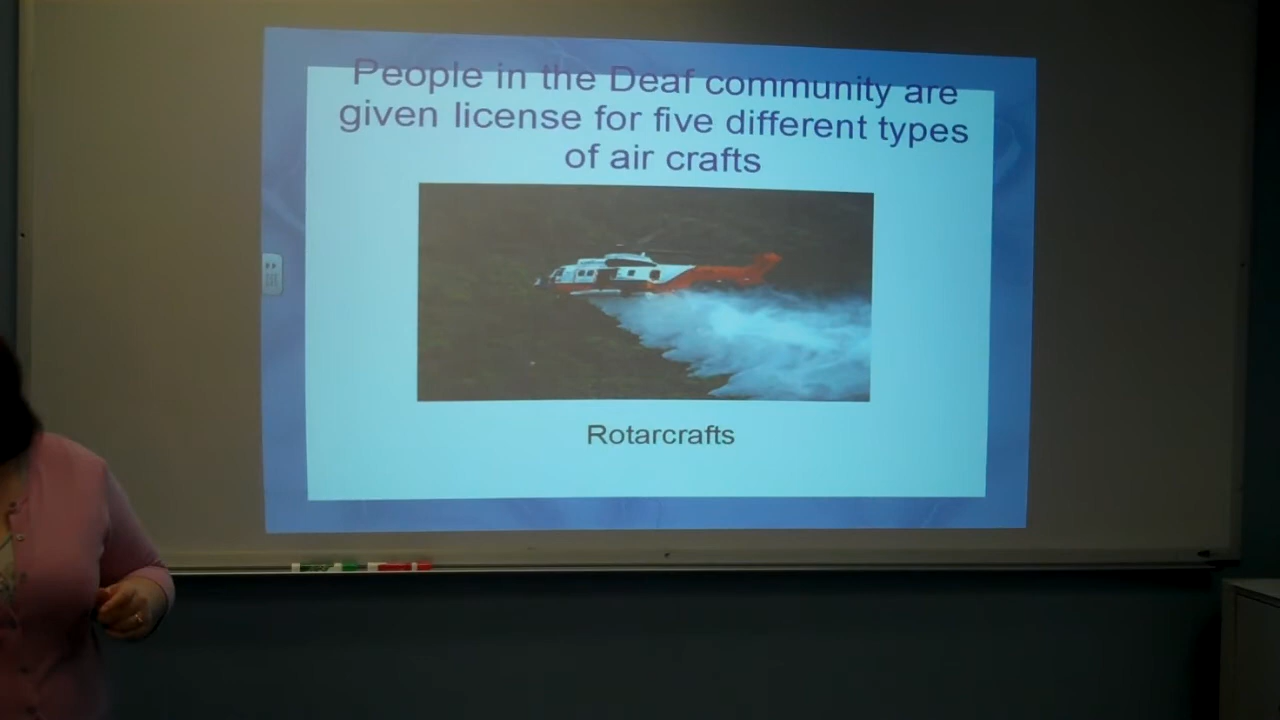 People in the Deaf community are
given license for five different types
of air crafts
Rotarcrafts